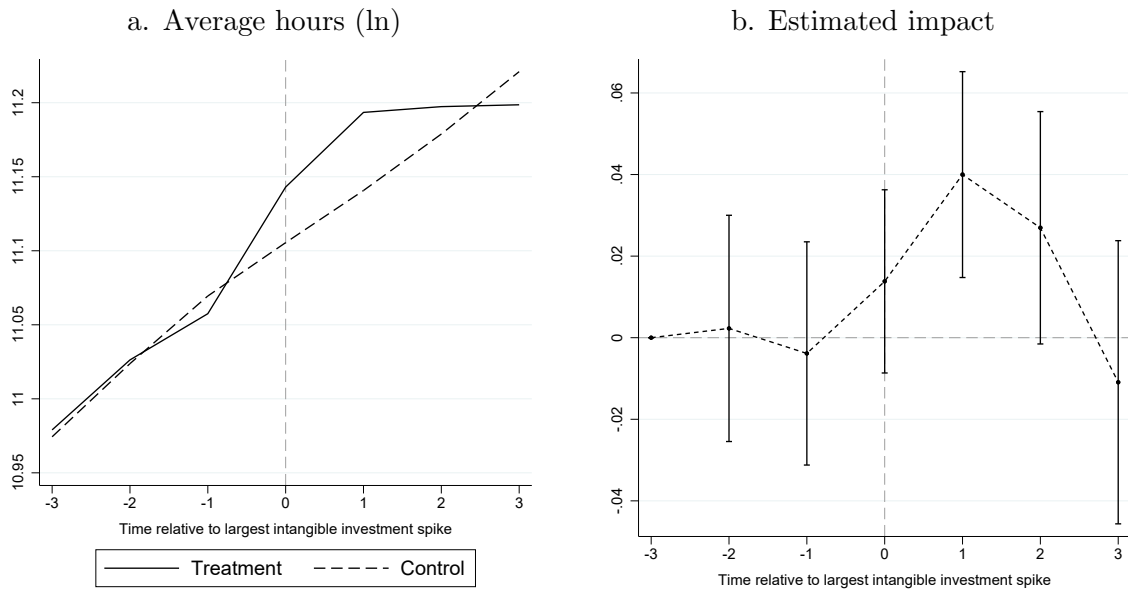 a. Average hours (ln)
11.2
11.15
11.1
11.05
11
10.95
-3 -2 -1 0 1 2 3
Time relative to largest intangible investment spike
Treatment Control
b. Estimated impact
.06
.04
.02
0
-.02
-.04
-3 -2 -1 0 1 2 3
Time relative to largest intangible investment spike